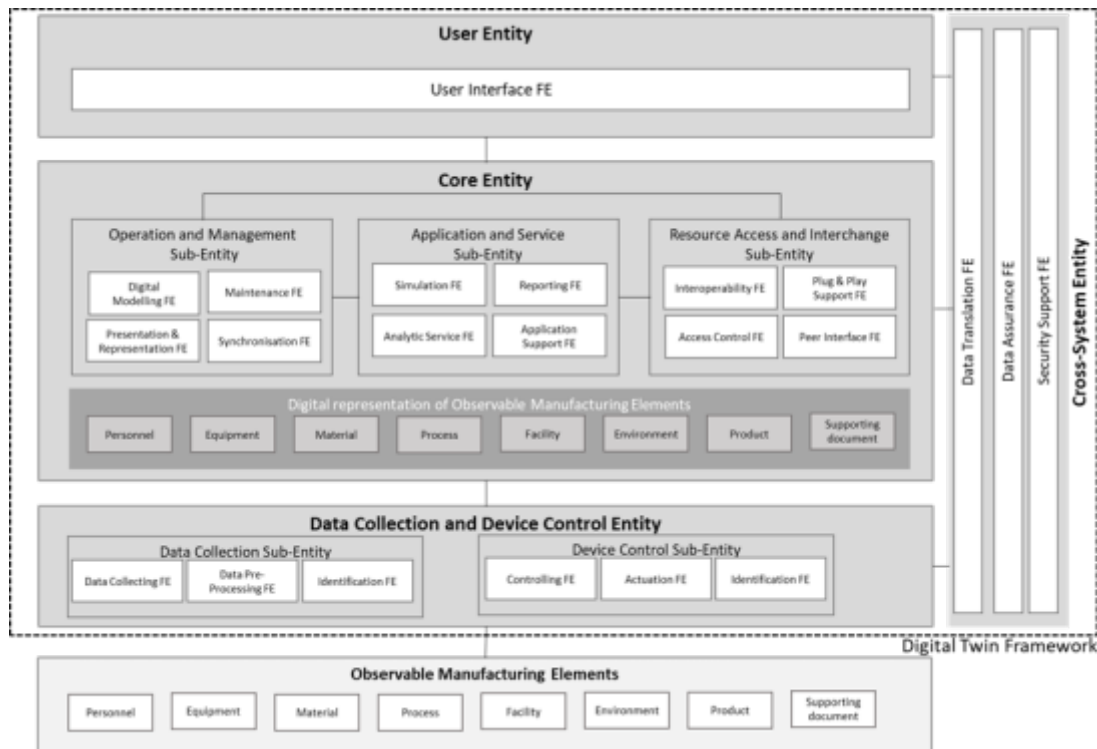 User Entity
User Interface FE
Core Entity
Operation and Management
Sub-Entity
Digital
Modelling FE
Maintenance FE
Presentation &
Representation FE
Synchronisation FE
Application and Service
Sub-Entity
Simulation FE
Reporting FE
Analytic Service FE
Application
Support FE
Resource Access and Interchange
Sub-Entity
Interoperability FE
Plug & Play
Support FE
Access Control FE
Peer Interface FE
Digital representation of Observable Manufacturing Elements
Personnel
Equipment
Material
Process
Facility
Environment
Product
Supporting
document
Data Collection and Device Control Entity
Data Collection Sub-Entity
Data Collecting FE
Data Pre-
Processing FE
Identification FE
Device Control Sub-Entity
Controlling FE
Actuation FE
Identification FE
Data Translation FE
Data Assurance FE
Security Support FE
Cross-System Entity
Digital Twin Framework
Observable Manufacturing Elements
Personnel
Equipment
Material
Process
Facility
Environment
Product
Supporting
document